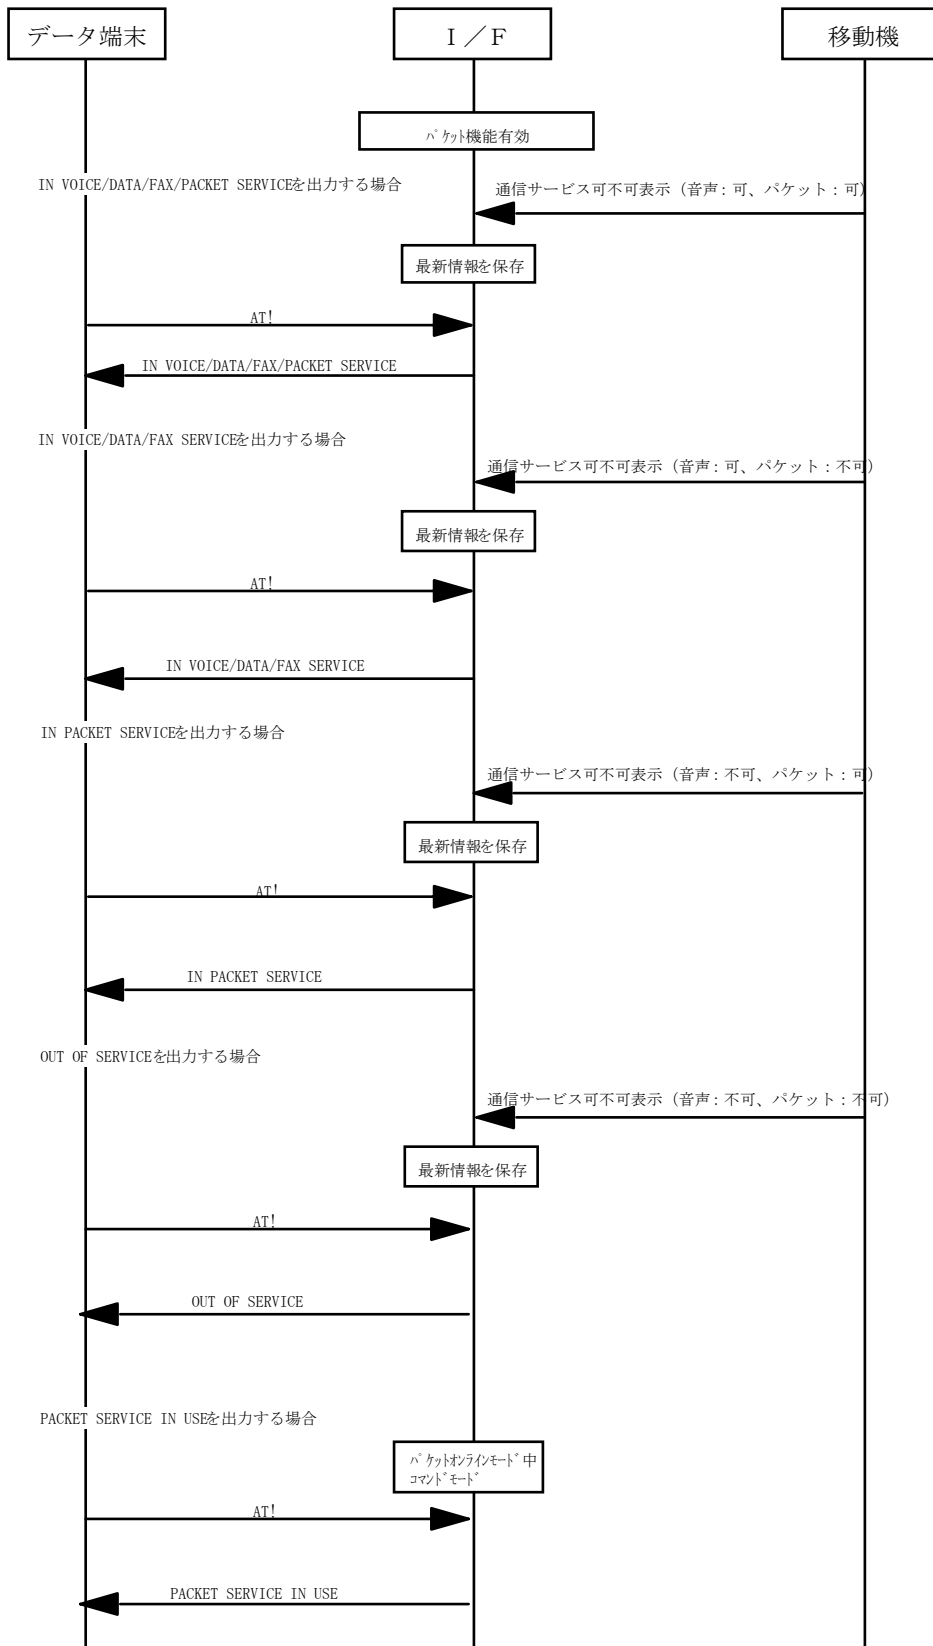 データ端末
Ｉ／Ｆ
移動機
ﾊﾟｹｯﾄ機能有効
IN VOICE/DATA/FAX/PACKET SERVICEを出力する場合
通信サービス可不可表示（音声：可、パケット：可）
最新情報を保存
AT!
IN VOICE/DATA/FAX/PACKET SERVICE
IN VOICE/DATA/FAX SERVICEを出力する場合
通信サービス可不可表示（音声：可、パケット：不可）
最新情報を保存
AT!
IN VOICE/DATA/FAX SERVICE
IN PACKET SERVICEを出力する場合
通信サービス可不可表示（音声：不可、パケット：可）
最新情報を保存
AT!
IN PACKET SERVICE
OUT OF SERVICEを出力する場合
通信サービス可不可表示（音声：不可、パケット：不可）
最新情報を保存
AT!
OUT OF SERVICE
PACKET SERVICE IN USEを出力する場合
ﾊﾟｹｯﾄｵﾝﾗｲﾝﾓｰﾄﾞ中
ｺﾏﾝﾄﾞﾓｰﾄﾞ
AT!
PACKET SERVICE IN USE